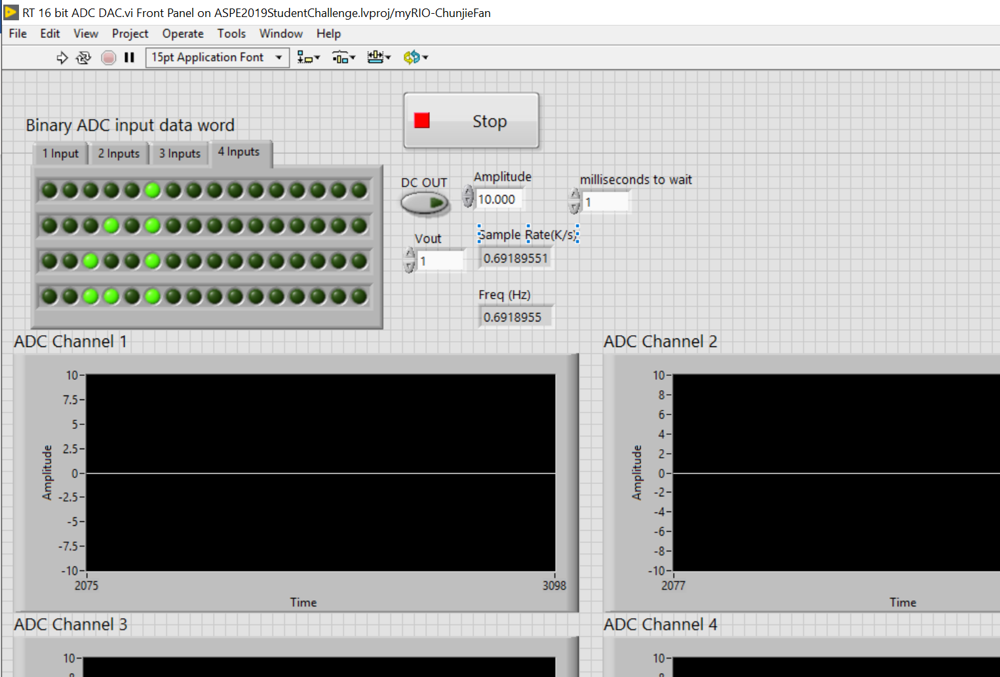 RT 16 bit ADC DAC.vi Front Panel on ASPE2019StudentChallenge.lvproj/myRIO-ChunjieFan
File Edit View Project Operate Tools Window Help
15pt Application Font
Stop
Binary ADC input data word
1 Input 2 Inputs 3 Inputs 4 Inputs
DC OUT
Amplitude
10.000
milliseconds to wait
1
Vout
1
Sample Rate(K/s)
0.69189551
Freq (Hz)
0.6918955
ADC Channel 1
10
7.5
5
2.5
0
-2.5
-5
-7.5
-10
Amplitude
2075 3098
Time
ADC Channel 2
10
8
6
4
2
0
-2
-4
-6
-8
-10
Amplitude
2077
Time
ADC Channel 3
10
8
ADC Channel 4
10
8